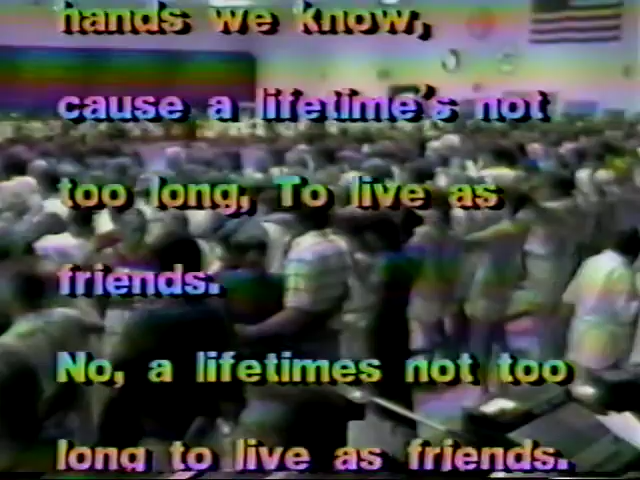 hands we know,
cause a lifetime's not
too long, To live as
friends.
No, a lifetimes not too
long to live as friends.